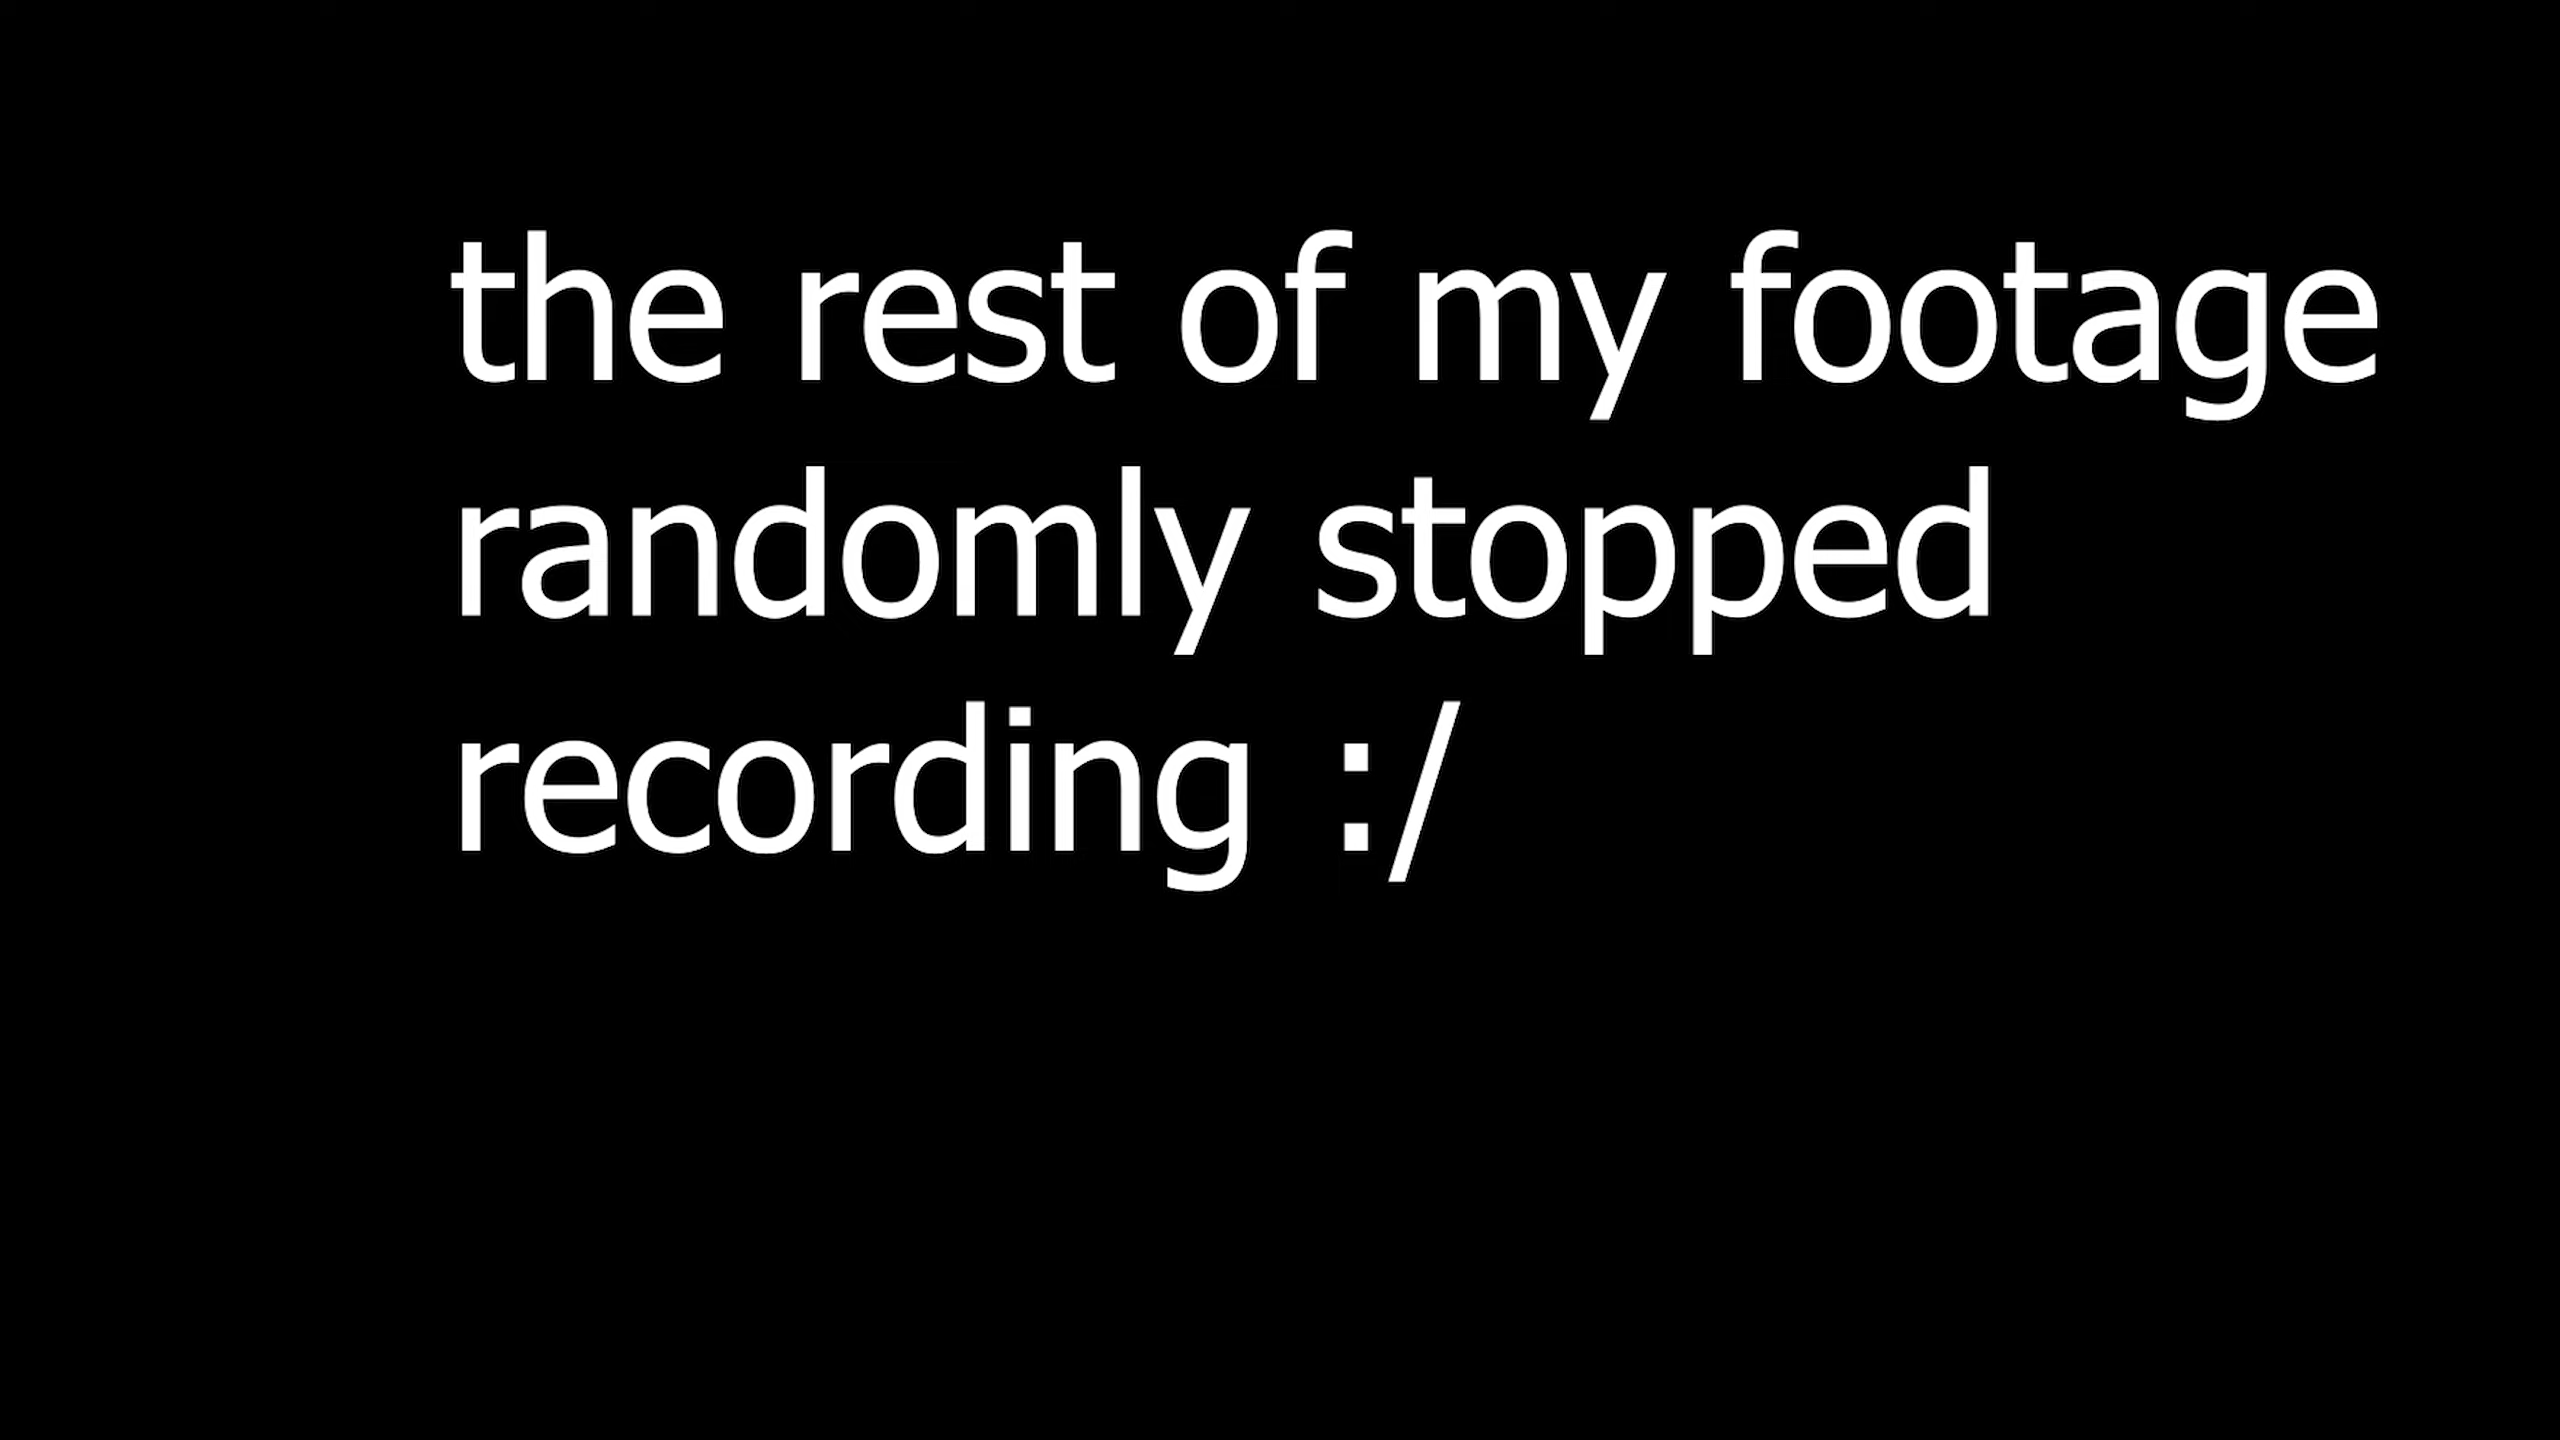 the rest of my footage
randomly stopped
recording :/